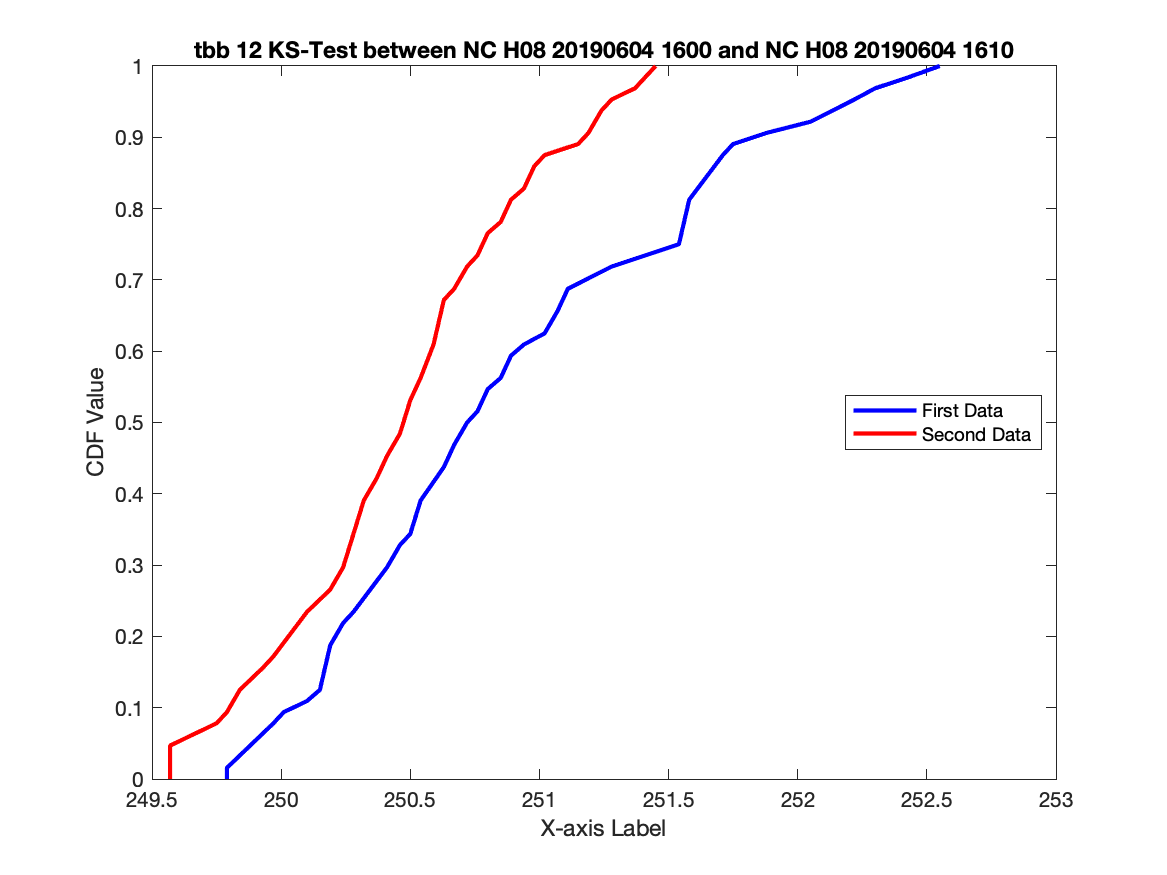 tbb 12 KS-Test between NC H08 20190604 1600 and NC H08 20190604 1610
1
0.9
0.8
0.7
0.6
0.5
0.4
0.3
0.2
0.1
0
CDF Value
First Data
Second Data
249.5 250 250.5 251 251.5 252 252.5 253
X-axis Label